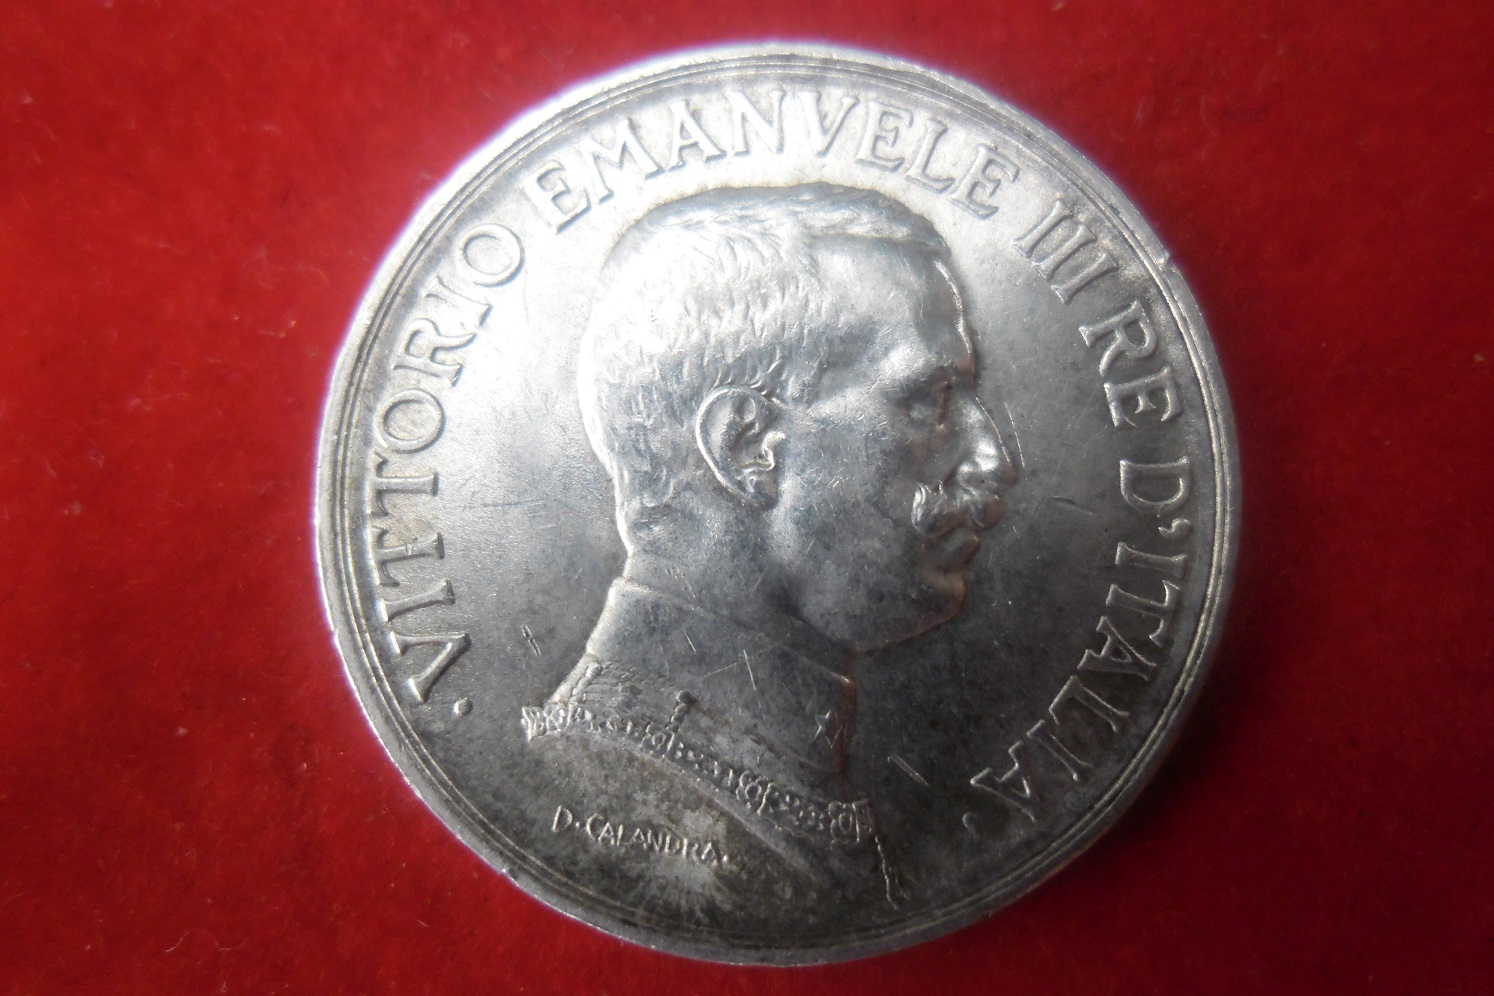 · VITTORIO EMANVELE III RE D'ITALIA ·
D· CALANDRA·